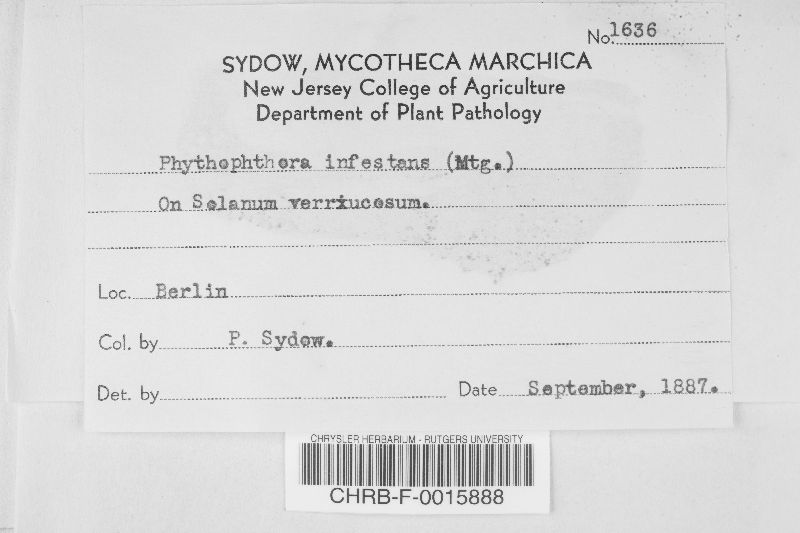 No. 1636
SYDOW, MYCOTHECA MARCHICA
New Jersey College of Agriculture
Department of Plant Pathology
Phythophthora infestans (Mtg.)
On Solanum verriucosum.
Loc. Berlin
Col. by P. Sydow.
Det. by
Date September, 1887.
CHRYSLER HERBARIUM - RUTGERS UNIVERSITY
CHRB-F-0015888